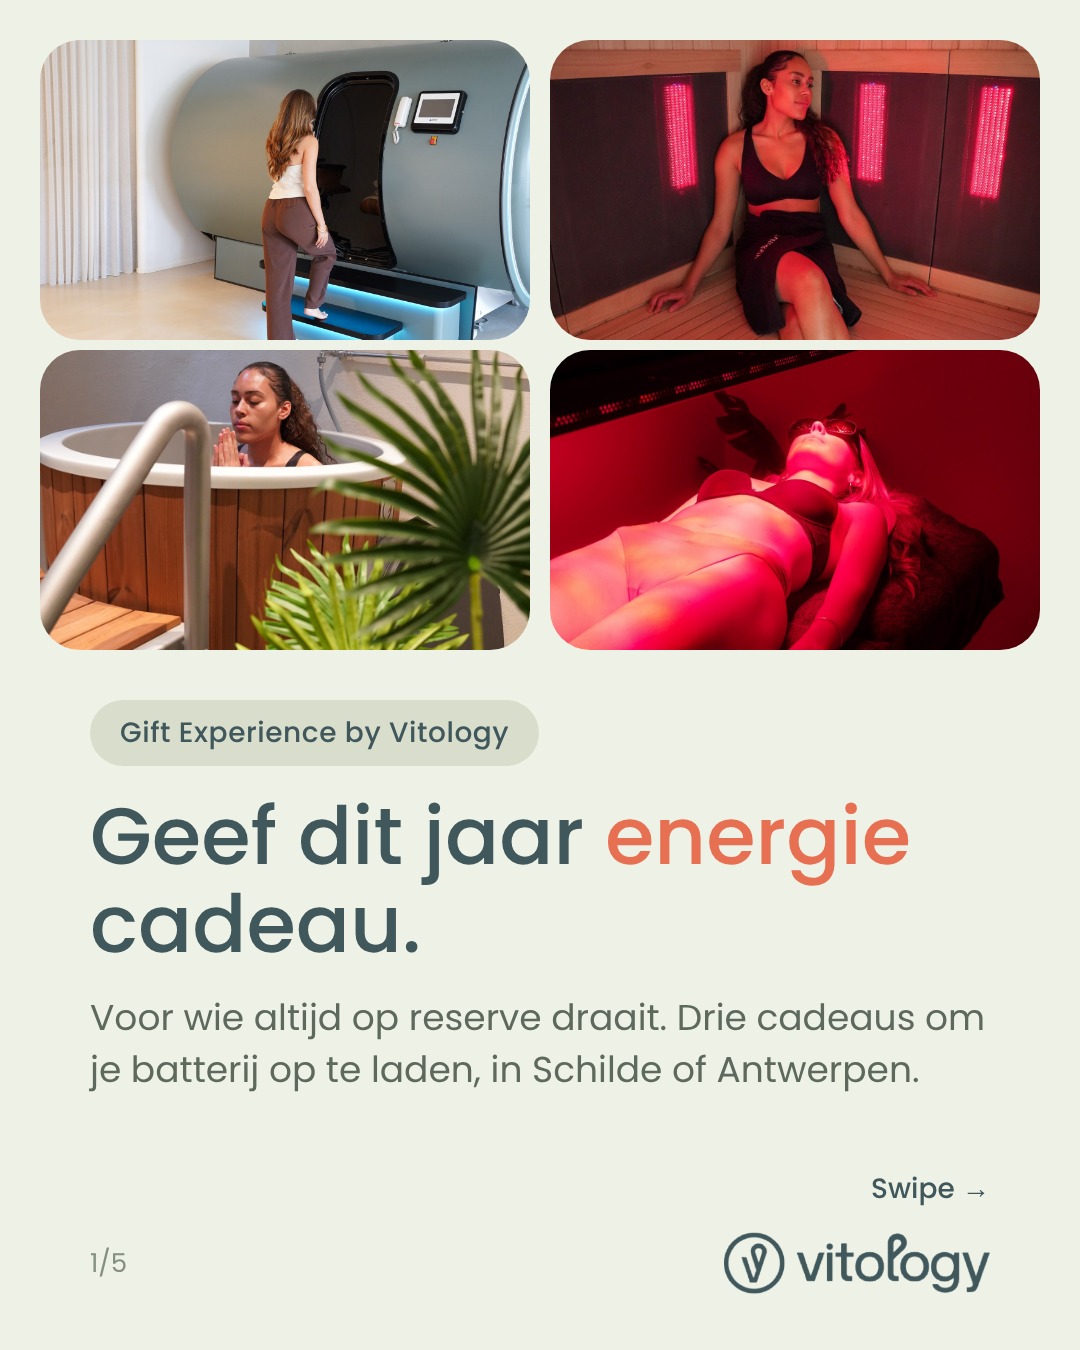 Gift Experience by Vitology
Geef dit jaar energie
cadeau.
Voor wie altijd op reserve draait. Drie cadeaus om
je batterij op te laden, in Schilde of Antwerpen.
Swipe →
1/5
vitology